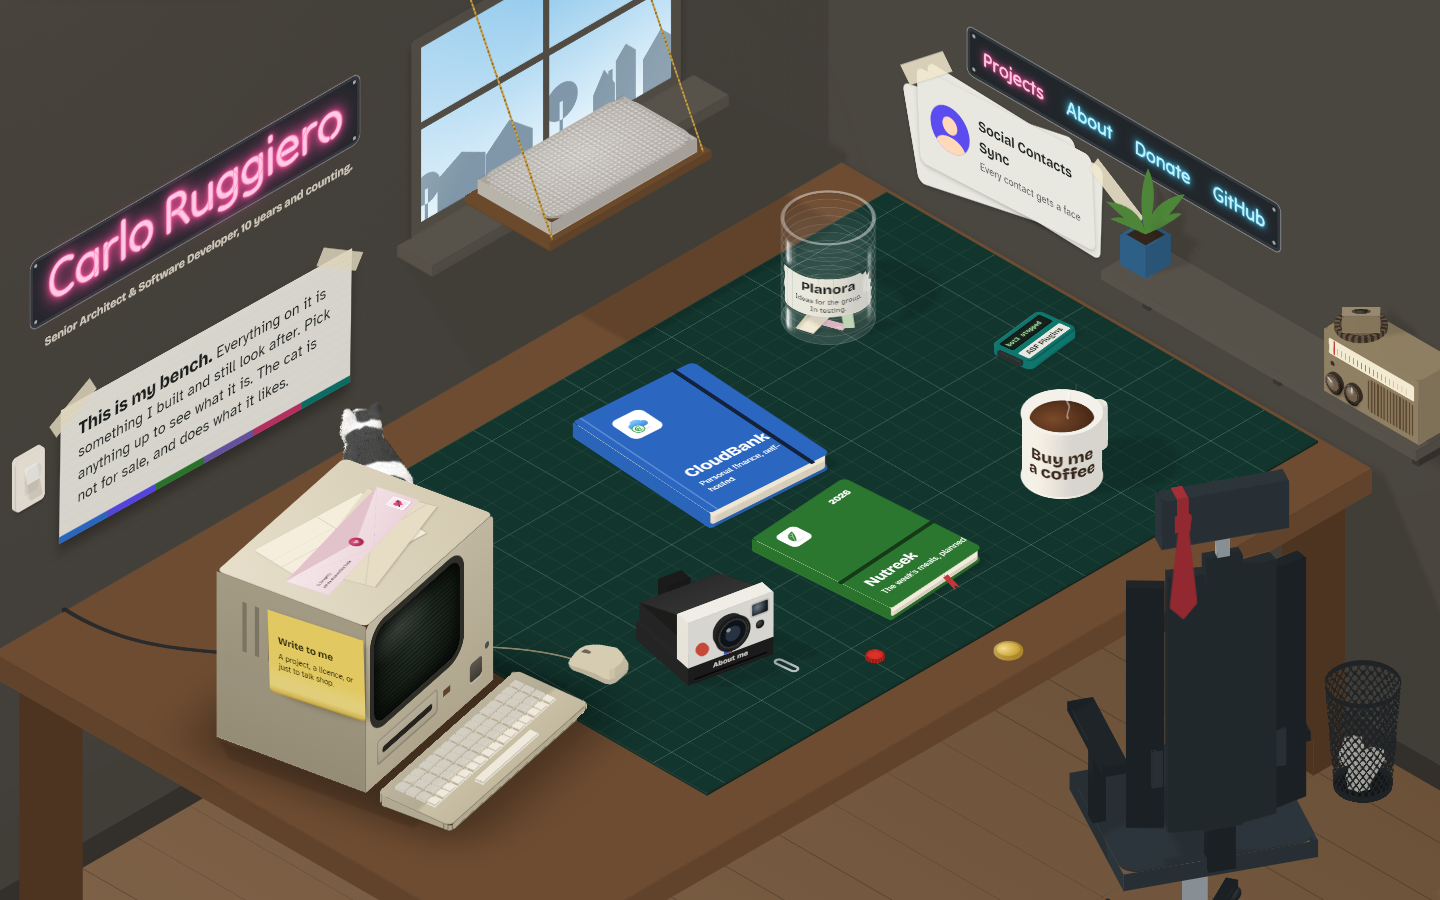 Carlo Ruggiero
Senior Architect & Software Developer, 10 years and counting.
This is my bench. Everything on it is
something I built and still look after. Pick
anything up to see what it is. The cat is
not for sale, and does what it likes.
Projects
About
Donate
GitHub
Social Contacts
Sync
Every contact gets a face
Planora
Ideas for the group.
In testing.
ASF Plugins
CloudBank
Personal finance, self-
hosted
2026
Nutreek
The week's meals, planned
Buy me
a coffee
About me
Write to me
A project, a licence, or
just to talk shop.